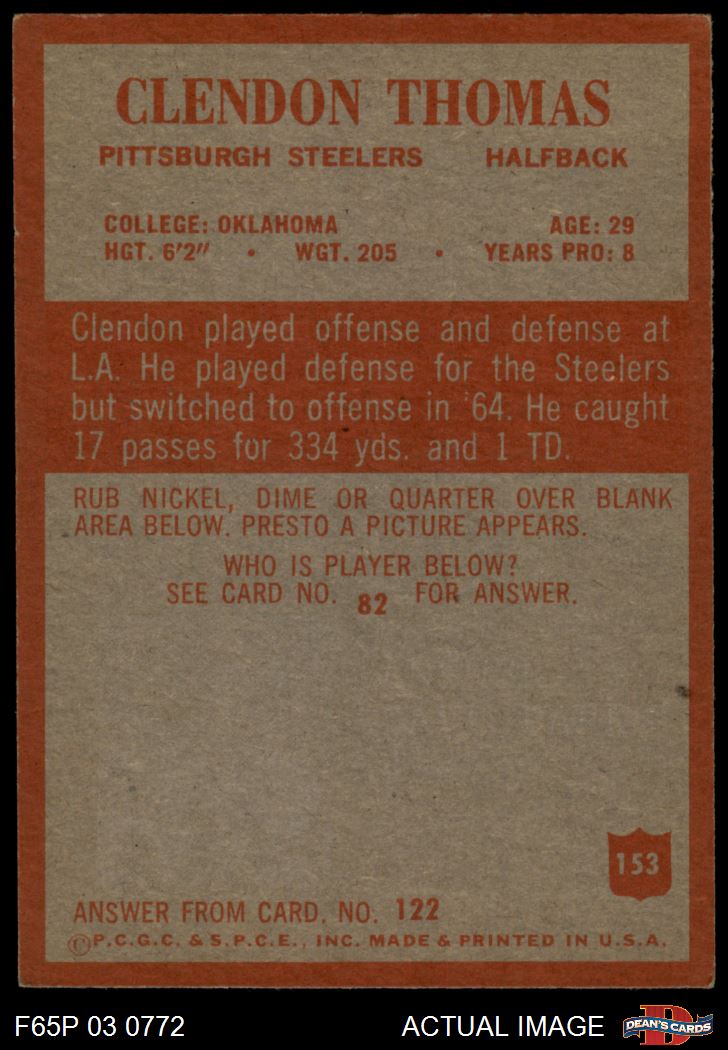 CLENDON THOMAS
PITTSBURGH STEELERS HALFBACK
COLLEGE: OKLAHOMA AGE: 29
HGT. 6'2" • WGT. 205 • YEARS PRO: 8
Clendon played offense and defense at
L.A. He played defense for the Steelers
but switched to offense in '64. He caught
17 passes for 334 yds. and 1 TD.
RUB NICKEL, DIME OR QUARTER OVER BLANK
AREA BELOW. PRESTO A PICTURE APPEARS.
WHO IS PLAYER BELOW?
SEE CARD NO. 82 FOR ANSWER.
153
ANSWER FROM CARD. NO. 122
©P.C.G.C. & S.P.C.E., INC. MADE & PRINTED IN U.S.A.
F65P 03 0772 ACTUAL IMAGE
D
DEAN'S CARDS